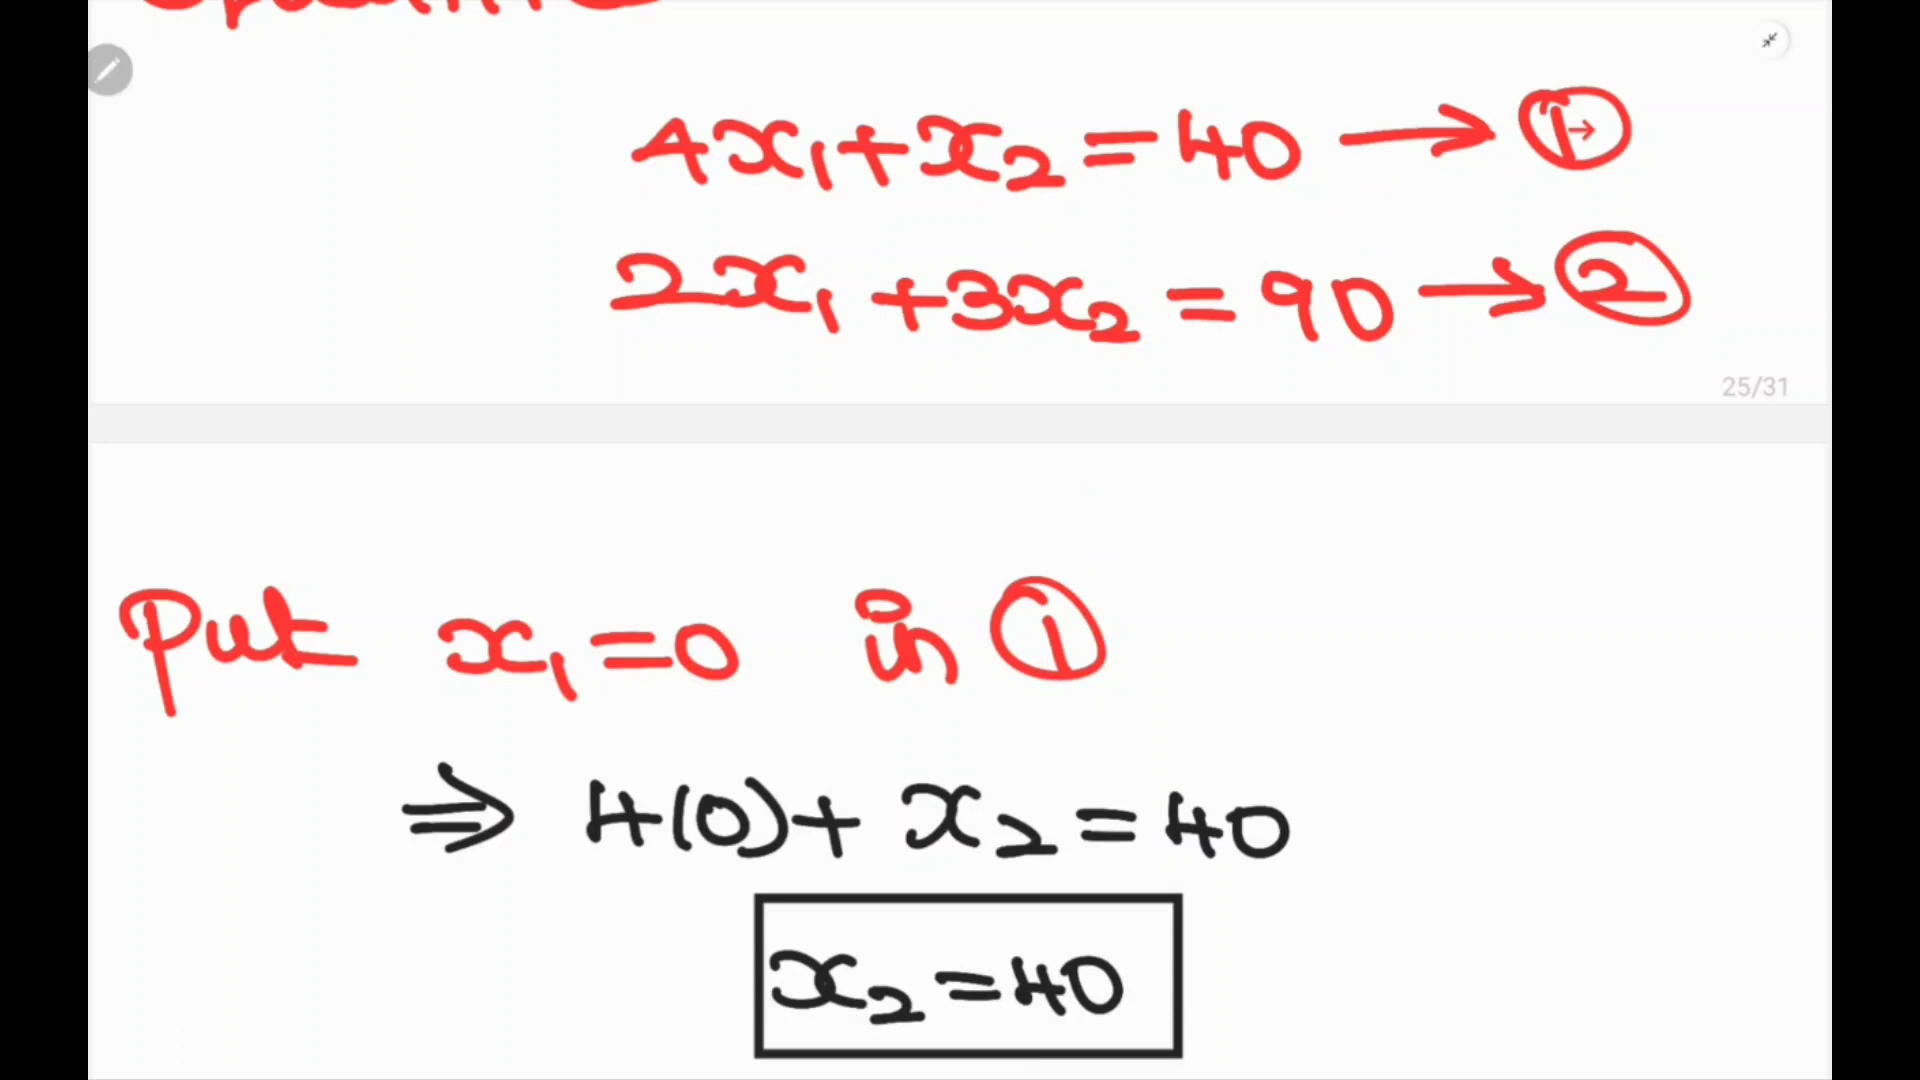 4x₁+x₂=40 → ①
2x₁+3x₂=90 → ②
25/31
Put x₁=0 in ①
⇒ 4(0)+x₂=40
x₂=40